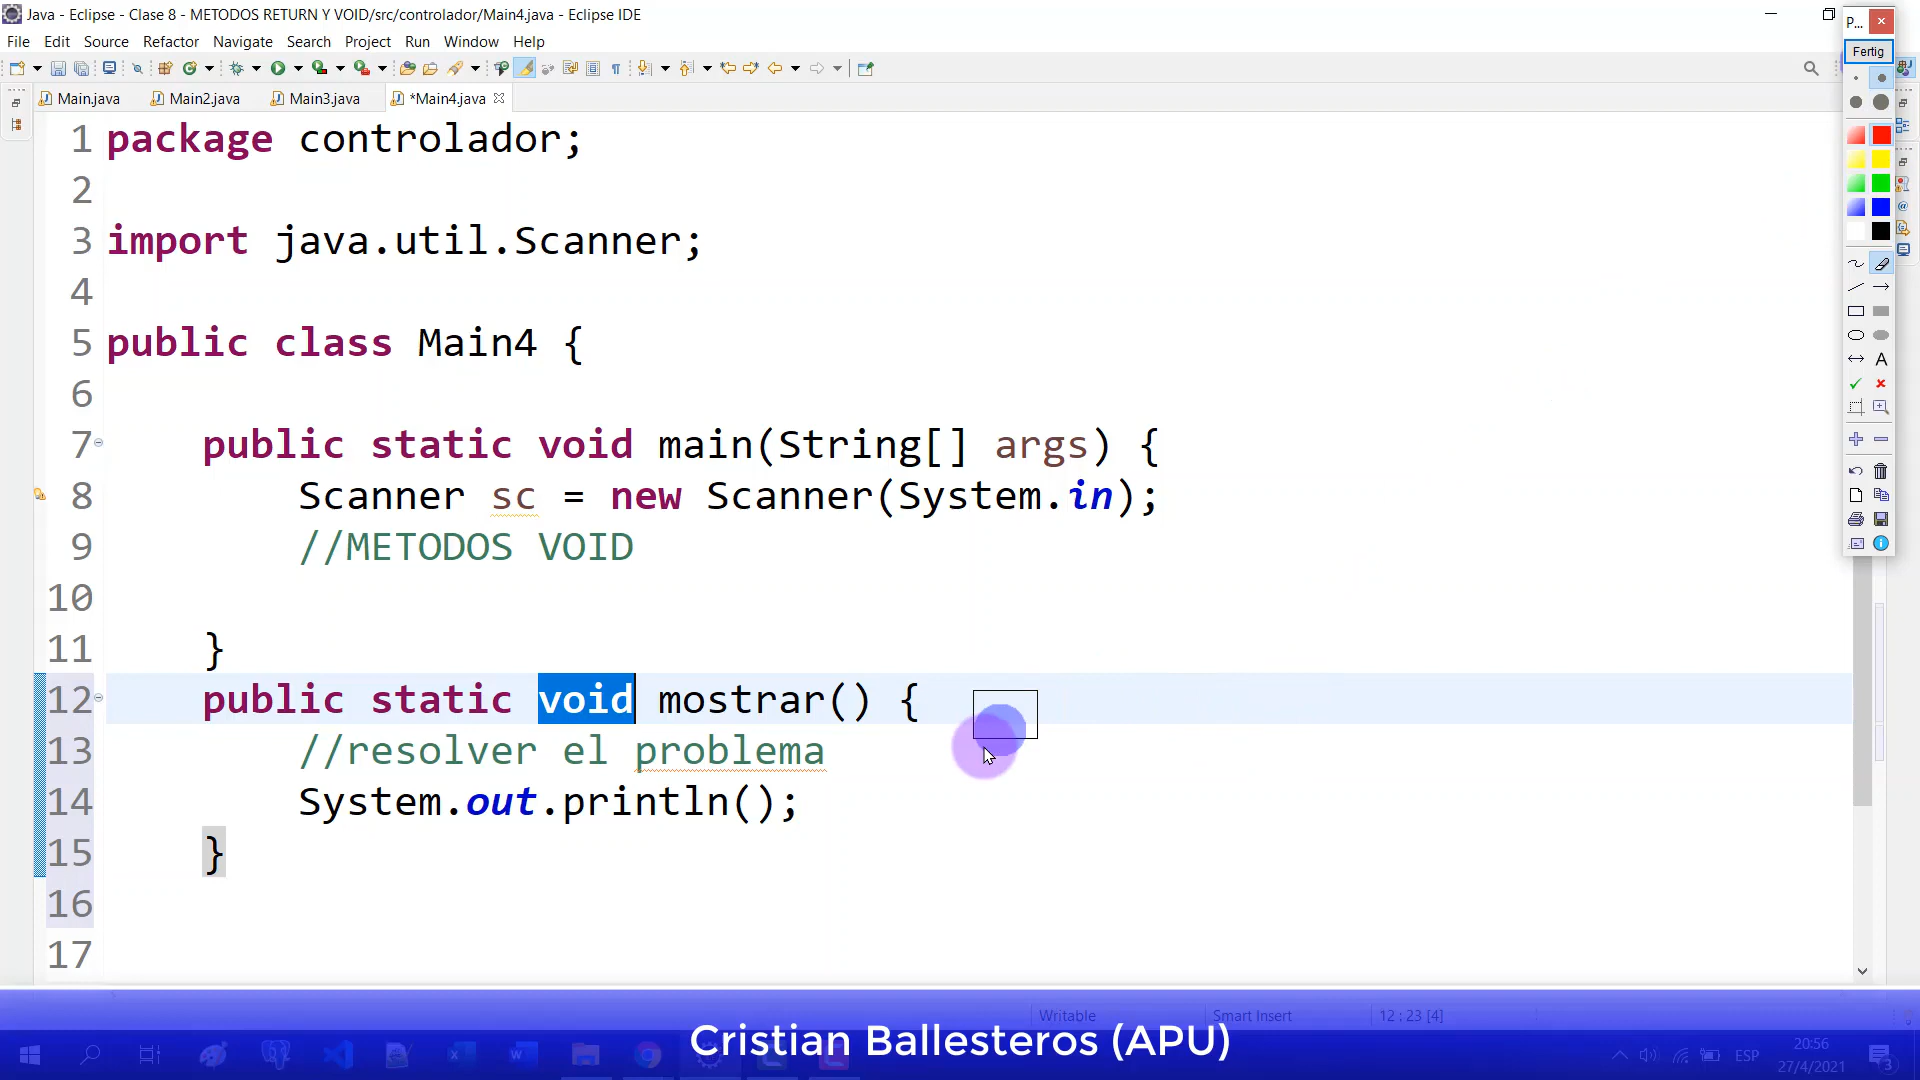 Java - Eclipse - Clase 8 - METODOS RETURN Y VOID/src/controlador/Main4.java - Eclipse IDE
P...
File Edit Source Refactor Navigate Search Project Run Window Help
Fertig
Main.java Main2.java Main3.java *Main4.java
1 package controlador;
2
3 import java.util.Scanner;
4
5 public class Main4 {
6
7 public static void main(String[] args) {
8 Scanner sc = new Scanner(System.in);
9 //METODOS VOID
10
11 }
12 public static void mostrar() {
13 //resolver el problema
14 System.out.println();
15 }
16
17
Writable Smart Insert 12 : 23 [4]
Cristian Ballesteros (APU)
ESP
20:56
27/4/2021
3